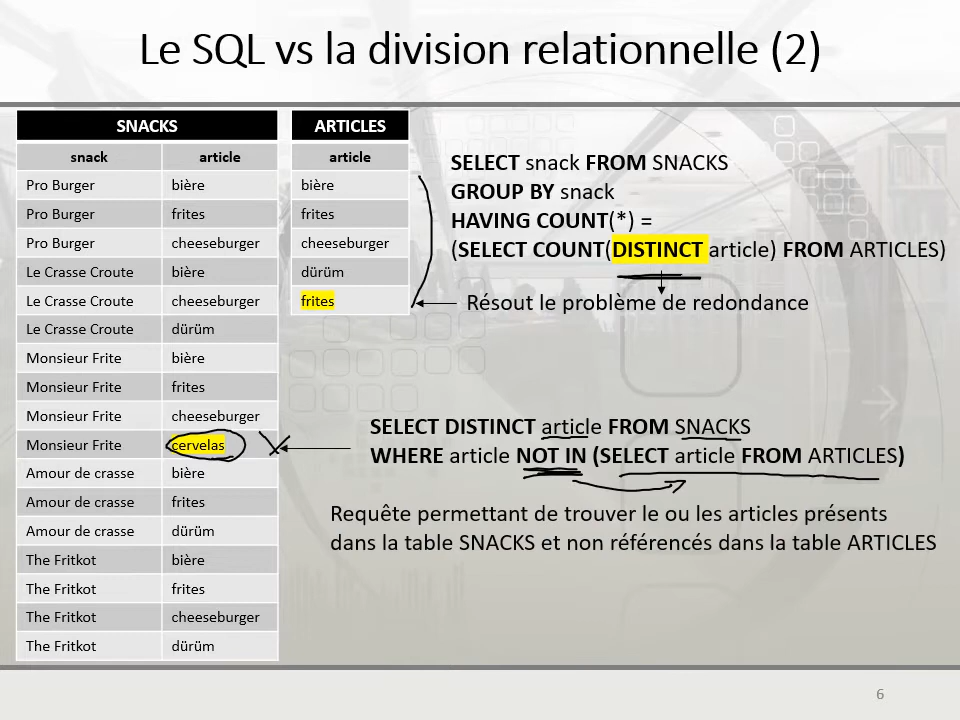 Le SQL vs la division relationnelle (2)
SNACKS
snack article
Pro Burger bière
Pro Burger frites
Pro Burger cheeseburger
Le Crasse Croute bière
Le Crasse Croute cheeseburger
Le Crasse Croute dürüm
Monsieur Frite bière
Monsieur Frite frites
Monsieur Frite cheeseburger
Monsieur Frite cervelas
Amour de crasse bière
Amour de crasse frites
Amour de crasse dürüm
The Fritkot bière
The Fritkot frites
The Fritkot cheeseburger
The Fritkot dürüm
ARTICLES
article
bière
frites
cheeseburger
dürüm
frites
SELECT snack FROM SNACKS
GROUP BY snack
HAVING COUNT(*) =
(SELECT COUNT(DISTINCT article) FROM ARTICLES)
Résout le problème de redondance
SELECT DISTINCT article FROM SNACKS
WHERE article NOT IN (SELECT article FROM ARTICLES)
Requête permettant de trouver le ou les articles présents
dans la table SNACKS et non référencés dans la table ARTICLES
6